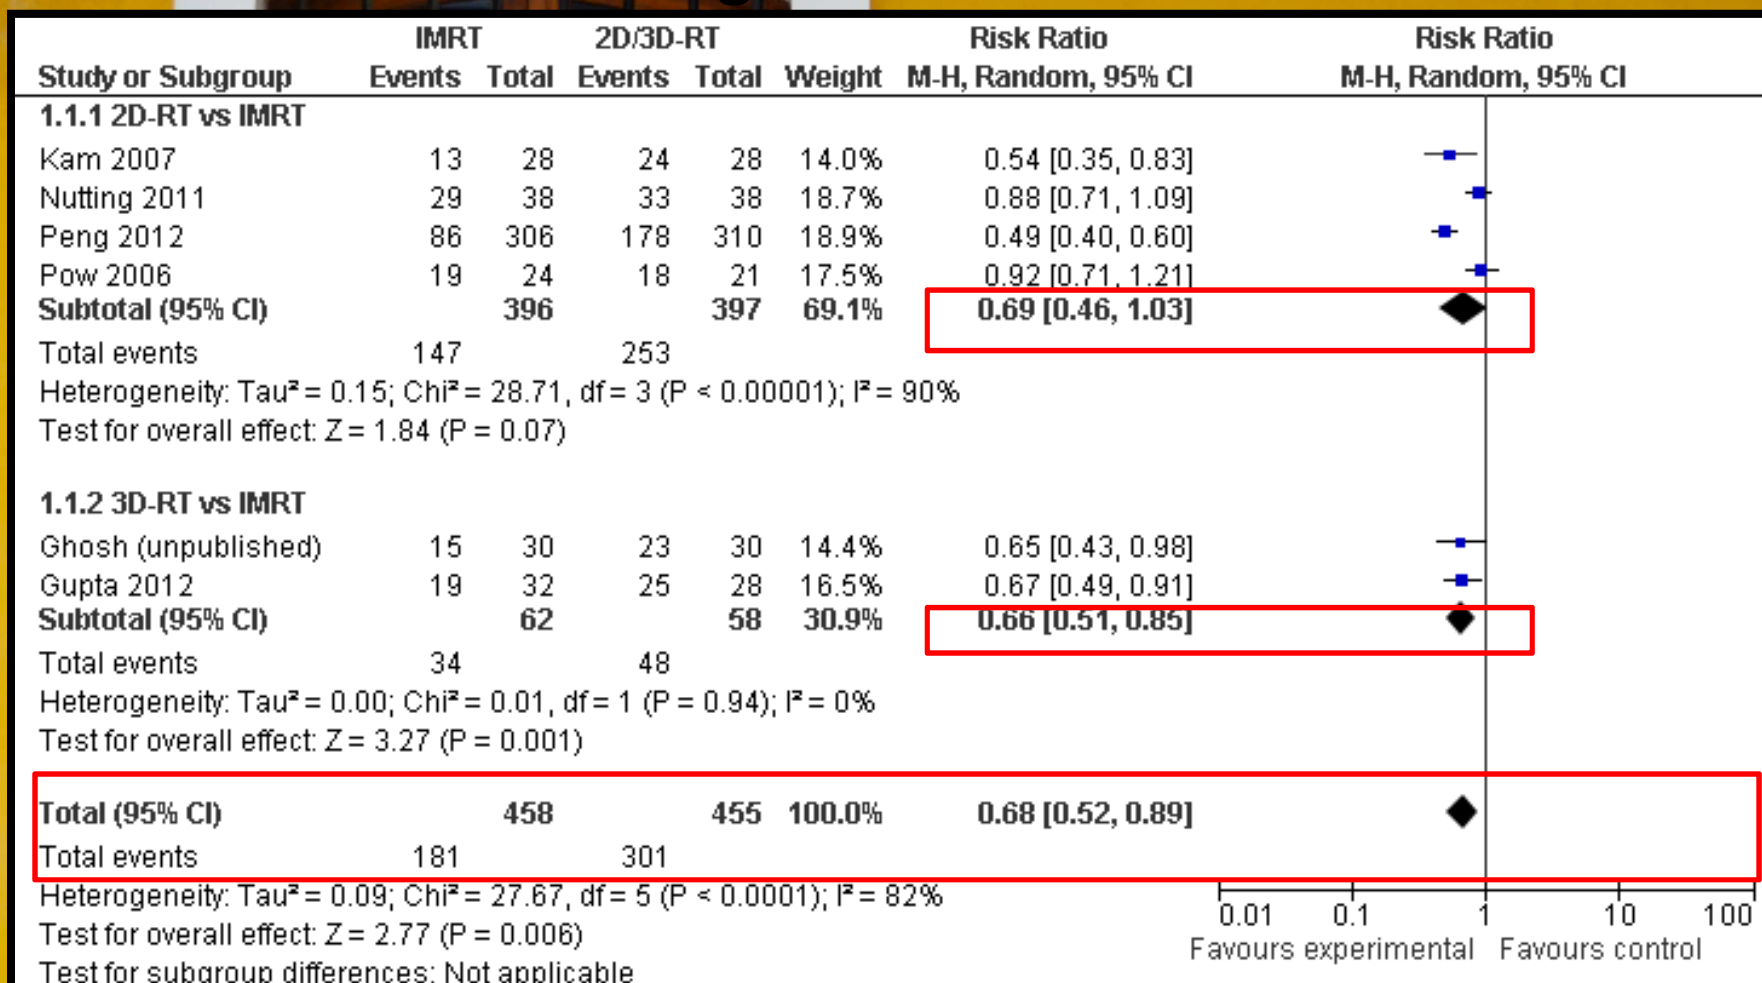 IMRT 2D/3D-RT Risk Ratio Risk Ratio
Study or Subgroup Events Total Events Total Weight M-H, Random, 95% CI M-H, Random, 95% CI
1.1.1 2D-RT vs IMRT
Kam 2007 13 28 24 28 14.0% 0.54 [0.35, 0.83]
Nutting 2011 29 38 33 38 18.7% 0.88 [0.71, 1.09]
Peng 2012 86 306 178 310 18.9% 0.49 [0.40, 0.60]
Pow 2006 19 24 18 21 17.5% 0.92 [0.71, 1.21]
Subtotal (95% CI) 396 397 69.1% 0.69 [0.46, 1.03]
Total events 147 253
Heterogeneity: Tau² = 0.15; Chi² = 28.71, df = 3 (P < 0.00001); I² = 90%
Test for overall effect: Z = 1.84 (P = 0.07)
1.1.2 3D-RT vs IMRT
Ghosh (unpublished) 15 30 23 30 14.4% 0.65 [0.43, 0.98]
Gupta 2012 19 32 25 28 16.5% 0.67 [0.49, 0.91]
Subtotal (95% CI) 62 58 30.9% 0.66 [0.51, 0.85]
Total events 34 48
Heterogeneity: Tau² = 0.00; Chi² = 0.01, df = 1 (P = 0.94); I² = 0%
Test for overall effect: Z = 3.27 (P = 0.001)
Total (95% CI) 458 455 100.0% 0.68 [0.52, 0.89]
Total events 181 301
Heterogeneity: Tau² = 0.09; Chi² = 27.67, df = 5 (P < 0.0001); I² = 82%
Test for overall effect: Z = 2.77 (P = 0.006)
Test for subgroup differences: Not applicable
0.01 0.1 1 10 100
Favours experimental Favours control